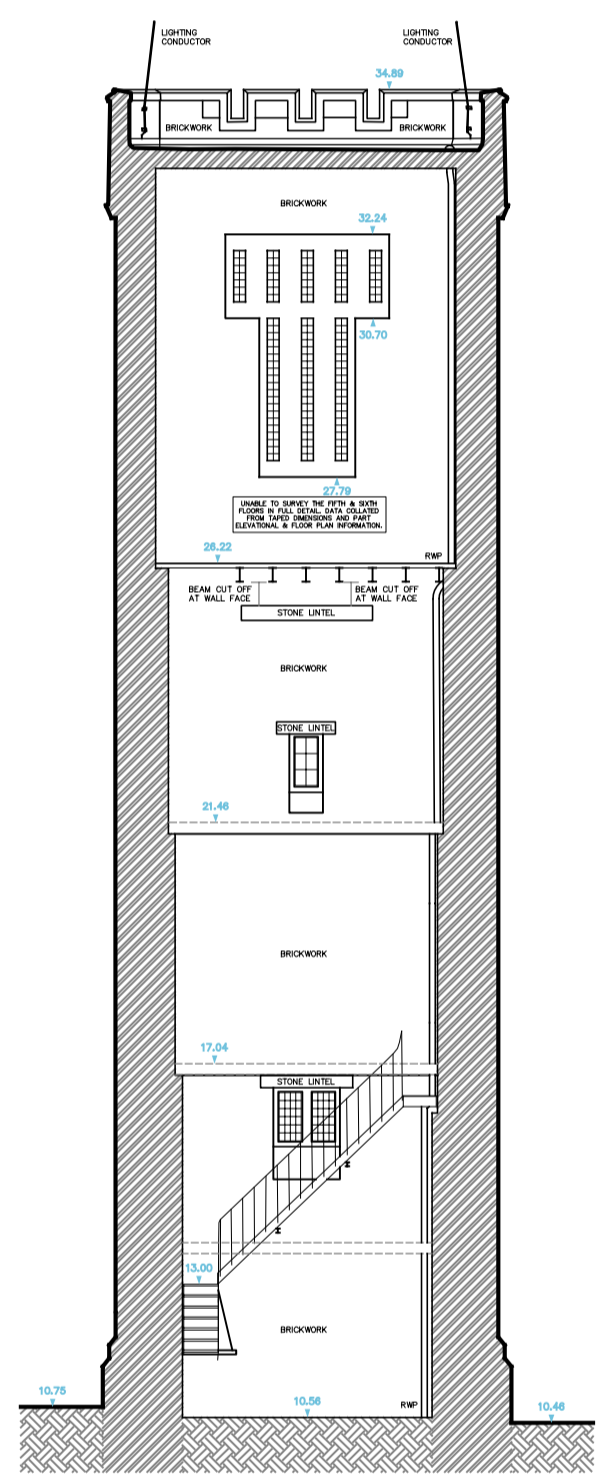 LIGHTING
CONDUCTOR
LIGHTING
CONDUCTOR
34.89
BRICKWORK
BRICKWORK
BRICKWORK
32.24
30.70
27.79
UNABLE TO SURVEY THE FIFTH & SIXTH
FLOORS IN FULL DETAIL. DATA COLLATED
FROM TAPED DIMENSIONS AND PART
ELEVATIONAL & FLOOR PLAN INFORMATION.
26.22
RWP
BEAM CUT OFF
AT WALL FACE
BEAM CUT OFF
AT WALL FACE
STONE LINTEL
BRICKWORK
STONE LINTEL
21.46
BRICKWORK
17.04
STONE LINTEL
13.00
BRICKWORK
10.75
10.56
RWP
10.46